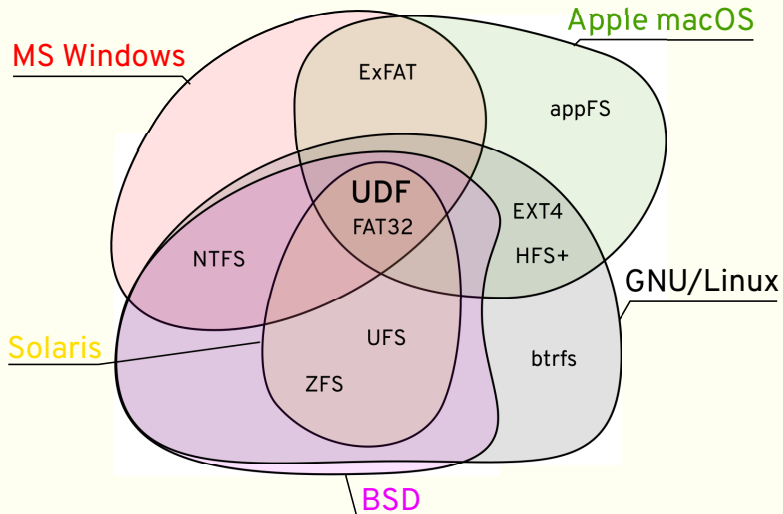 Apple macOS
MS Windows
ExFAT
appFS
UDF
FAT32
EXT4
HFS+
NTFS
GNU/Linux
Solaris
UFS
btrfs
ZFS
BSD